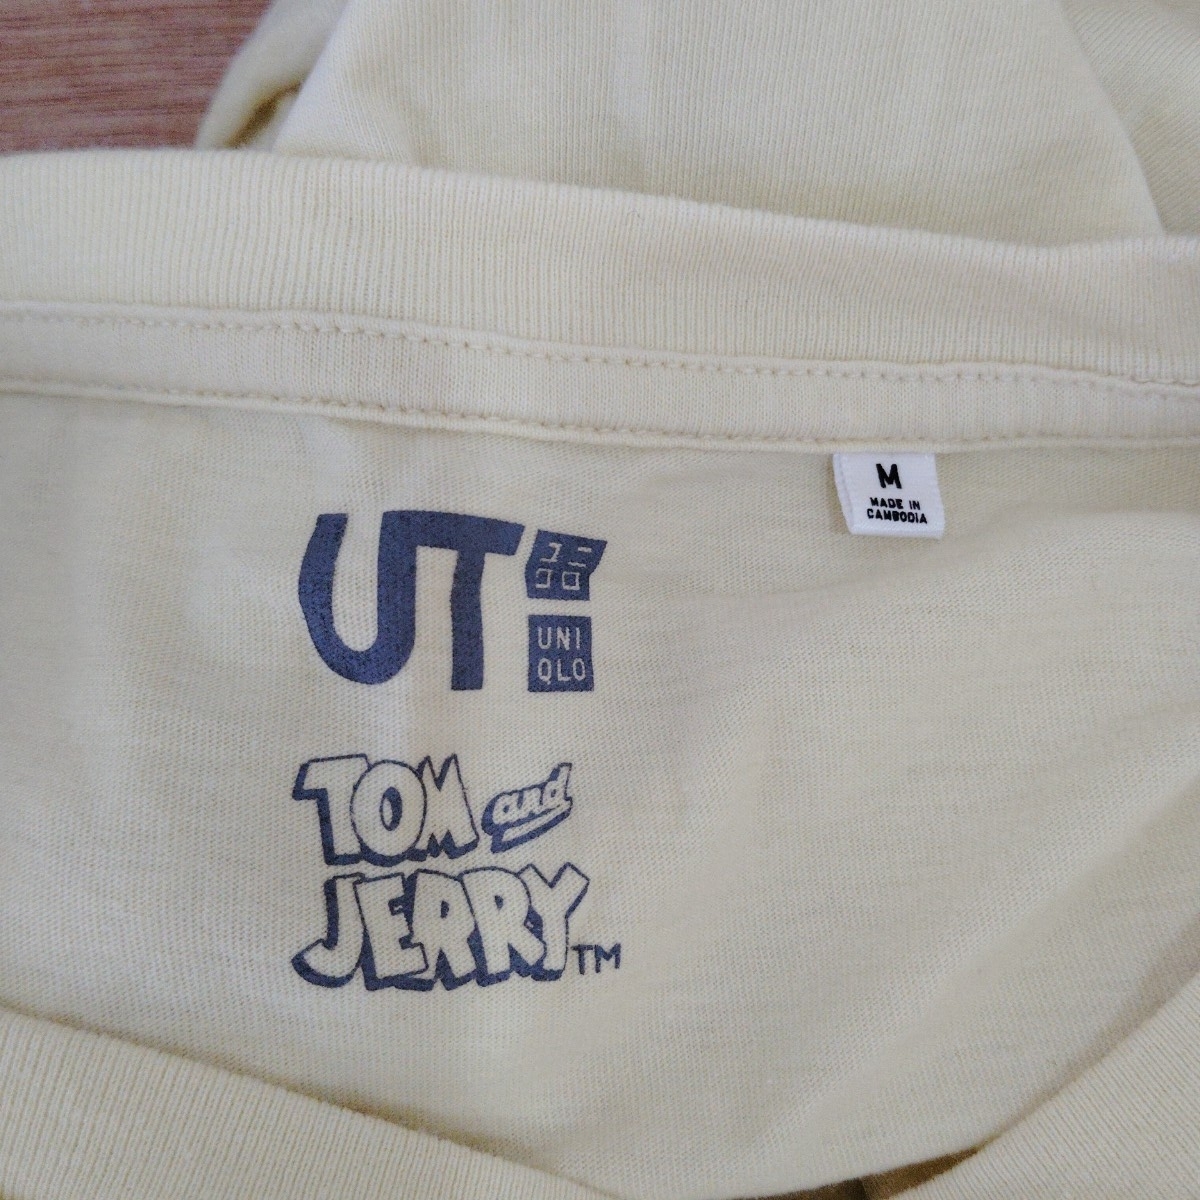 M
MADE IN
CAMBODIA
UT
ユニ
クロ
UNI
QLO
TOM and
JERRY™